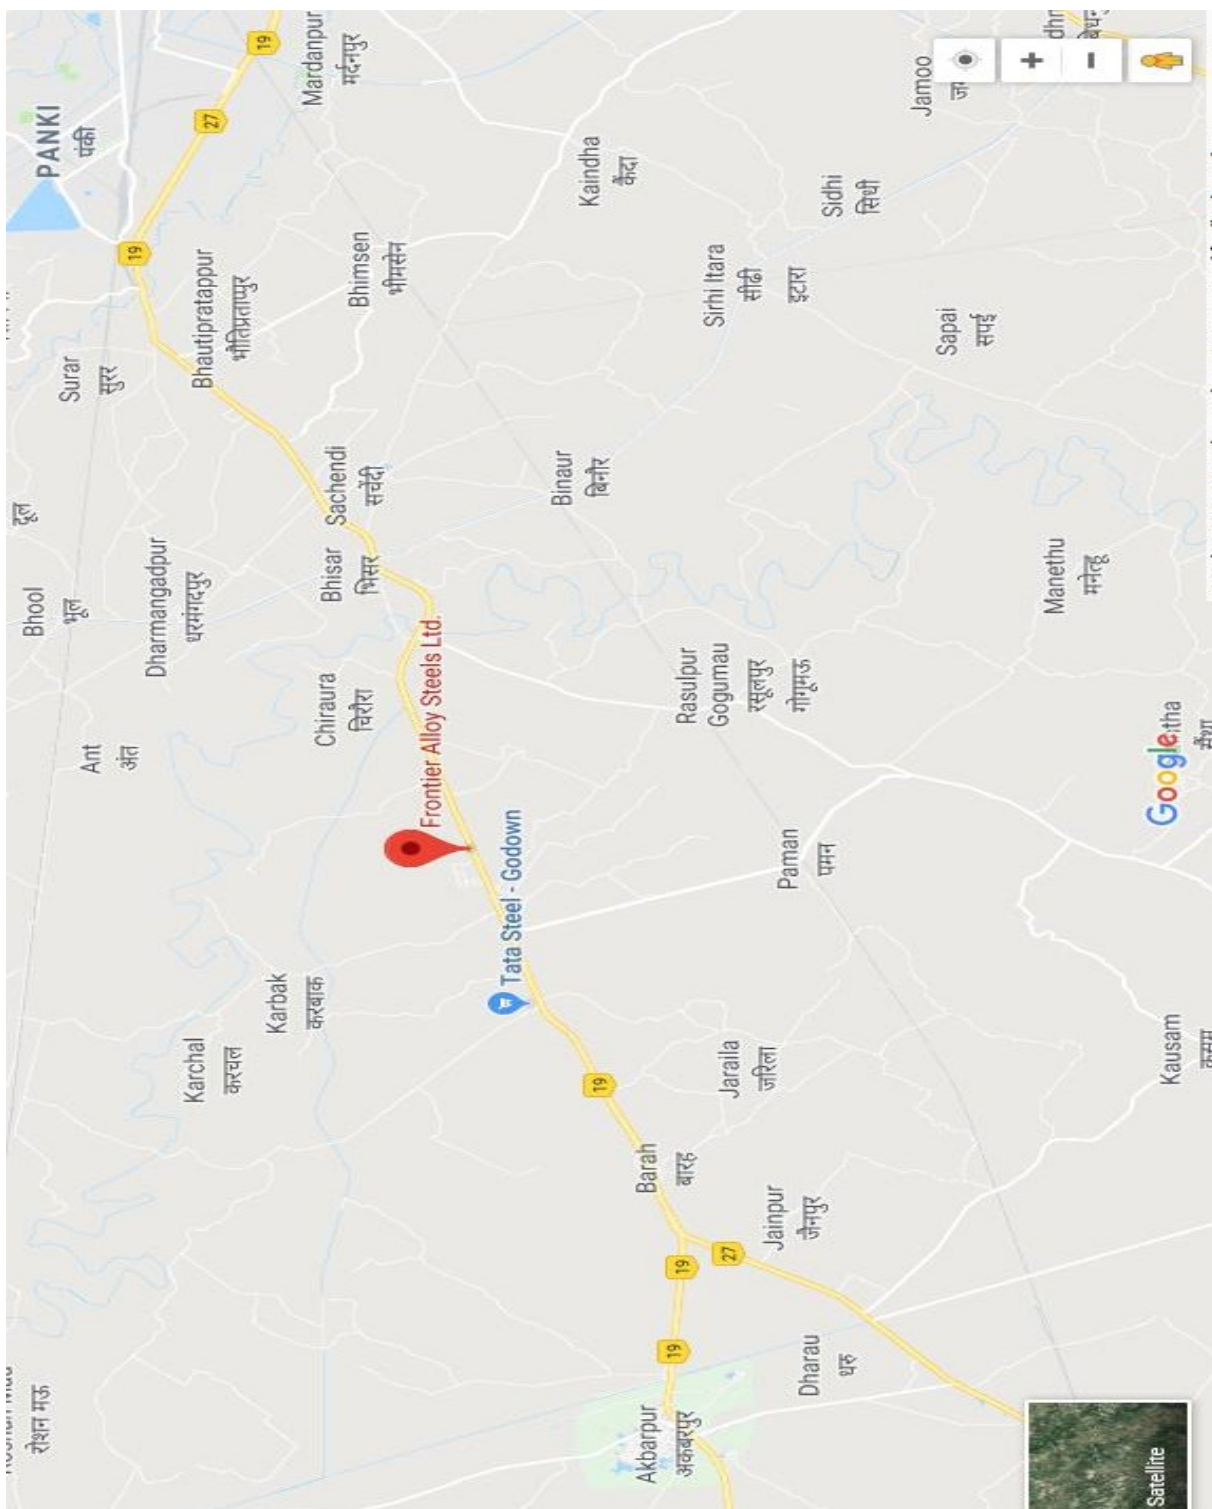 रोशन मऊ
Bhool
भूल
दूल
PANKI
पंकी
Ant
अंत
Surar
सुरर
19
Dharmangadpur
धरमंगदपुर
Karchal
करचल
Bhautipratappur
भौतिप्रतापुर
27
19
Karbak
करबाक
Chiraura
चिरौरा
Bhisar
भिसर
Sachendi
सचेंदी
Mardanpur
मर्दनपुर
Bhimsen
भीमसेन
Frontier Alloy Steels Ltd.
Tata Steel - Godown
Binaur
बिनौर
Kaindha
कैंदा
19
Akbarpur
अकबरपुर
19
19
Barah
बारह
Rasulpur
Gogumau
रसूलपुर
गोगूमऊ
27
Jaraila
जरिला
Sirhi Itara
सीढी
इटारा
Jainpur
जैनपुर
Paman
पमन
Dharau
धरु
Sidhi
सिधी
Jamoo
Sapai
सपई
Manethu
मनेत्हू
Satellite
Kausam
Google